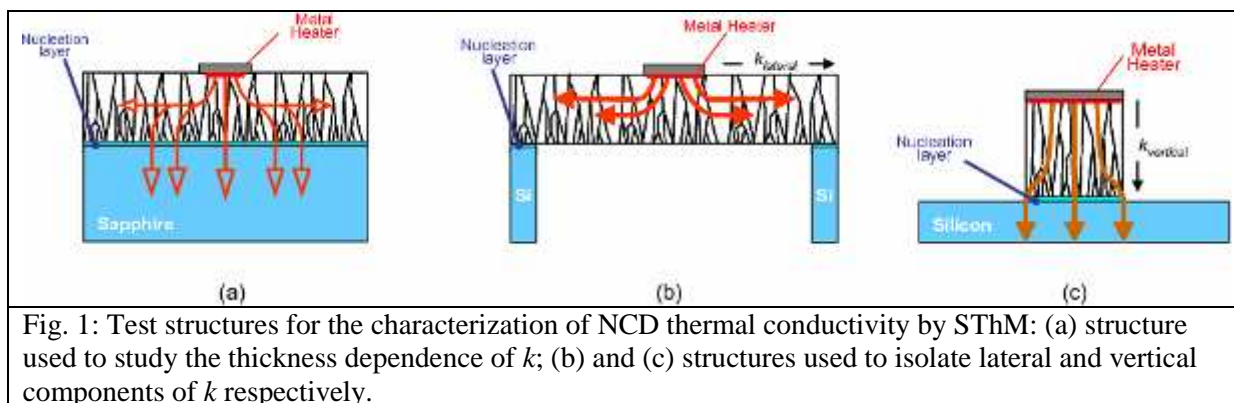 Metal
Heater
Nucleation
layer
Sapphire
(a)
Metal Heater
Nucleation
layer
k lateral
Si
Si
(b)
Metal
Heater
Nucleation
layer
k vertical
Silicon
(c)
Fig. 1: Test structures for the characterization of NCD thermal conductivity by SThM: (a) structure
used to study the thickness dependence of k; (b) and (c) structures used to isolate lateral and vertical
components of k respectively.